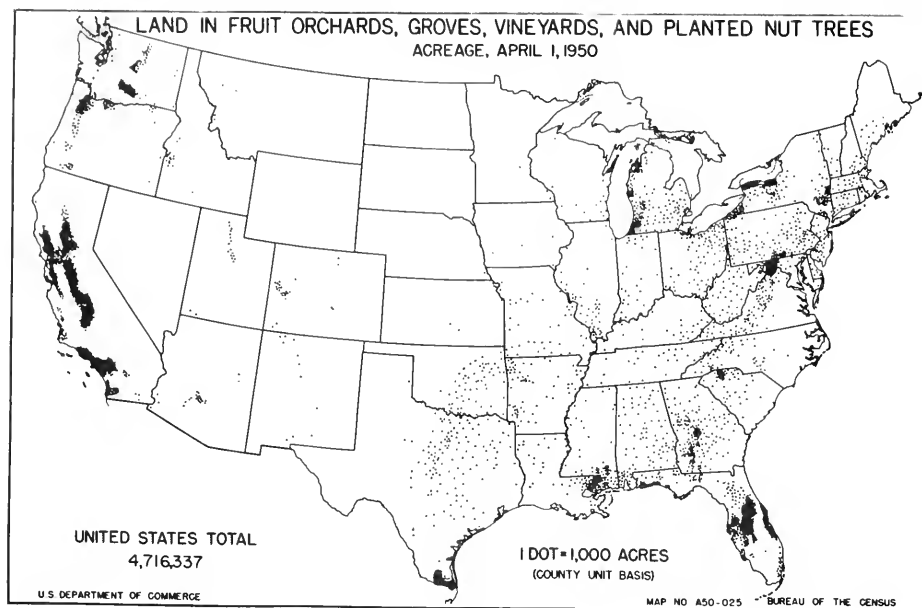 LAND IN FRUIT ORCHARDS, GROVES, VINEYARDS, AND PLANTED NUT TREES
ACREAGE, APRIL 1, 1950
UNITED STATES TOTAL
4,716,337
1 DOT=1,000 ACRES
(COUNTY UNIT BASIS)
U.S. DEPARTMENT OF COMMERCE
MAP NO A50-025
BUREAU OF THE CENSUS